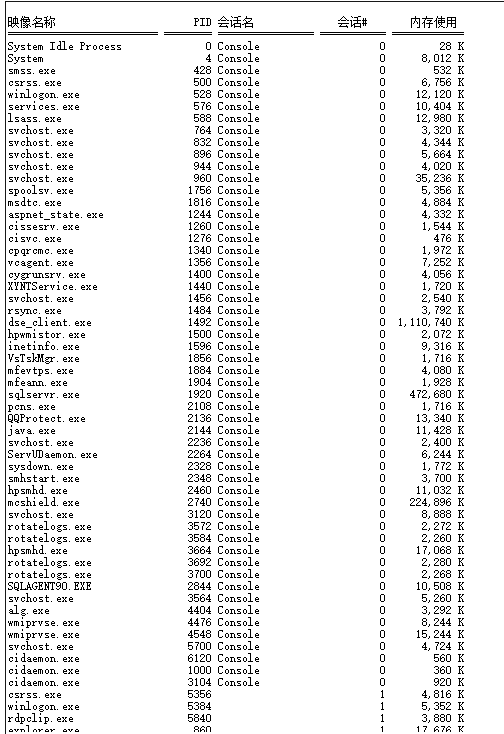 映像名称 PID 会话名 会话# 内存使用
System Idle Process 0 Console 0 28 K
System 4 Console 0 8,012 K
smss.exe 428 Console 0 532 K
csrss.exe 500 Console 0 6,756 K
winlogon.exe 528 Console 0 12,120 K
services.exe 576 Console 0 10,404 K
lsass.exe 588 Console 0 12,980 K
svchost.exe 764 Console 0 3,320 K
svchost.exe 832 Console 0 4,344 K
svchost.exe 896 Console 0 5,664 K
svchost.exe 944 Console 0 4,020 K
svchost.exe 960 Console 0 35,236 K
spoolsv.exe 1756 Console 0 5,356 K
msdtc.exe 1816 Console 0 4,884 K
aspnet_state.exe 1244 Console 0 4,332 K
cissesrv.exe 1260 Console 0 1,544 K
cisvc.exe 1276 Console 0 476 K
cpqrcmc.exe 1340 Console 0 1,972 K
vcagent.exe 1356 Console 0 7,252 K
cygrunsrv.exe 1400 Console 0 4,056 K
XYNTService.exe 1440 Console 0 1,720 K
svchost.exe 1456 Console 0 2,540 K
rsync.exe 1484 Console 0 3,792 K
dse_client.exe 1492 Console 0 1,110,740 K
hpwmistor.exe 1500 Console 0 2,072 K
inetinfo.exe 1596 Console 0 9,316 K
VsTskMgr.exe 1856 Console 0 1,716 K
mfevtps.exe 1884 Console 0 4,080 K
mfeann.exe 1904 Console 0 1,928 K
sqlservr.exe 1920 Console 0 472,680 K
pcns.exe 2108 Console 0 1,716 K
QQProtect.exe 2136 Console 0 13,340 K
java.exe 2144 Console 0 11,428 K
svchost.exe 2236 Console 0 2,400 K
ServUDaemon.exe 2264 Console 0 6,244 K
sysdown.exe 2328 Console 0 1,772 K
smhstart.exe 2348 Console 0 3,700 K
hpsmhd.exe 2460 Console 0 11,032 K
mcshield.exe 2740 Console 0 224,896 K
svchost.exe 3120 Console 0 8,888 K
rotatelogs.exe 3572 Console 0 2,272 K
rotatelogs.exe 3584 Console 0 2,260 K
hpsmhd.exe 3664 Console 0 17,068 K
rotatelogs.exe 3692 Console 0 2,280 K
rotatelogs.exe 3700 Console 0 2,268 K
SQLAGENT90.EXE 2844 Console 0 10,508 K
svchost.exe 3564 Console 0 5,260 K
alg.exe 4404 Console 0 3,292 K
wmiprvse.exe 4476 Console 0 8,244 K
wmiprvse.exe 4548 Console 0 15,244 K
svchost.exe 5700 Console 0 4,724 K
cidaemon.exe 6120 Console 0 560 K
cidaemon.exe 1000 Console 0 360 K
cidaemon.exe 3104 Console 0 920 K
csrss.exe 5356 1 4,816 K
winlogon.exe 5384 1 5,352 K
rdpclip.exe 5840 1 3,880 K
explorer.exe 860 1 17,676 K